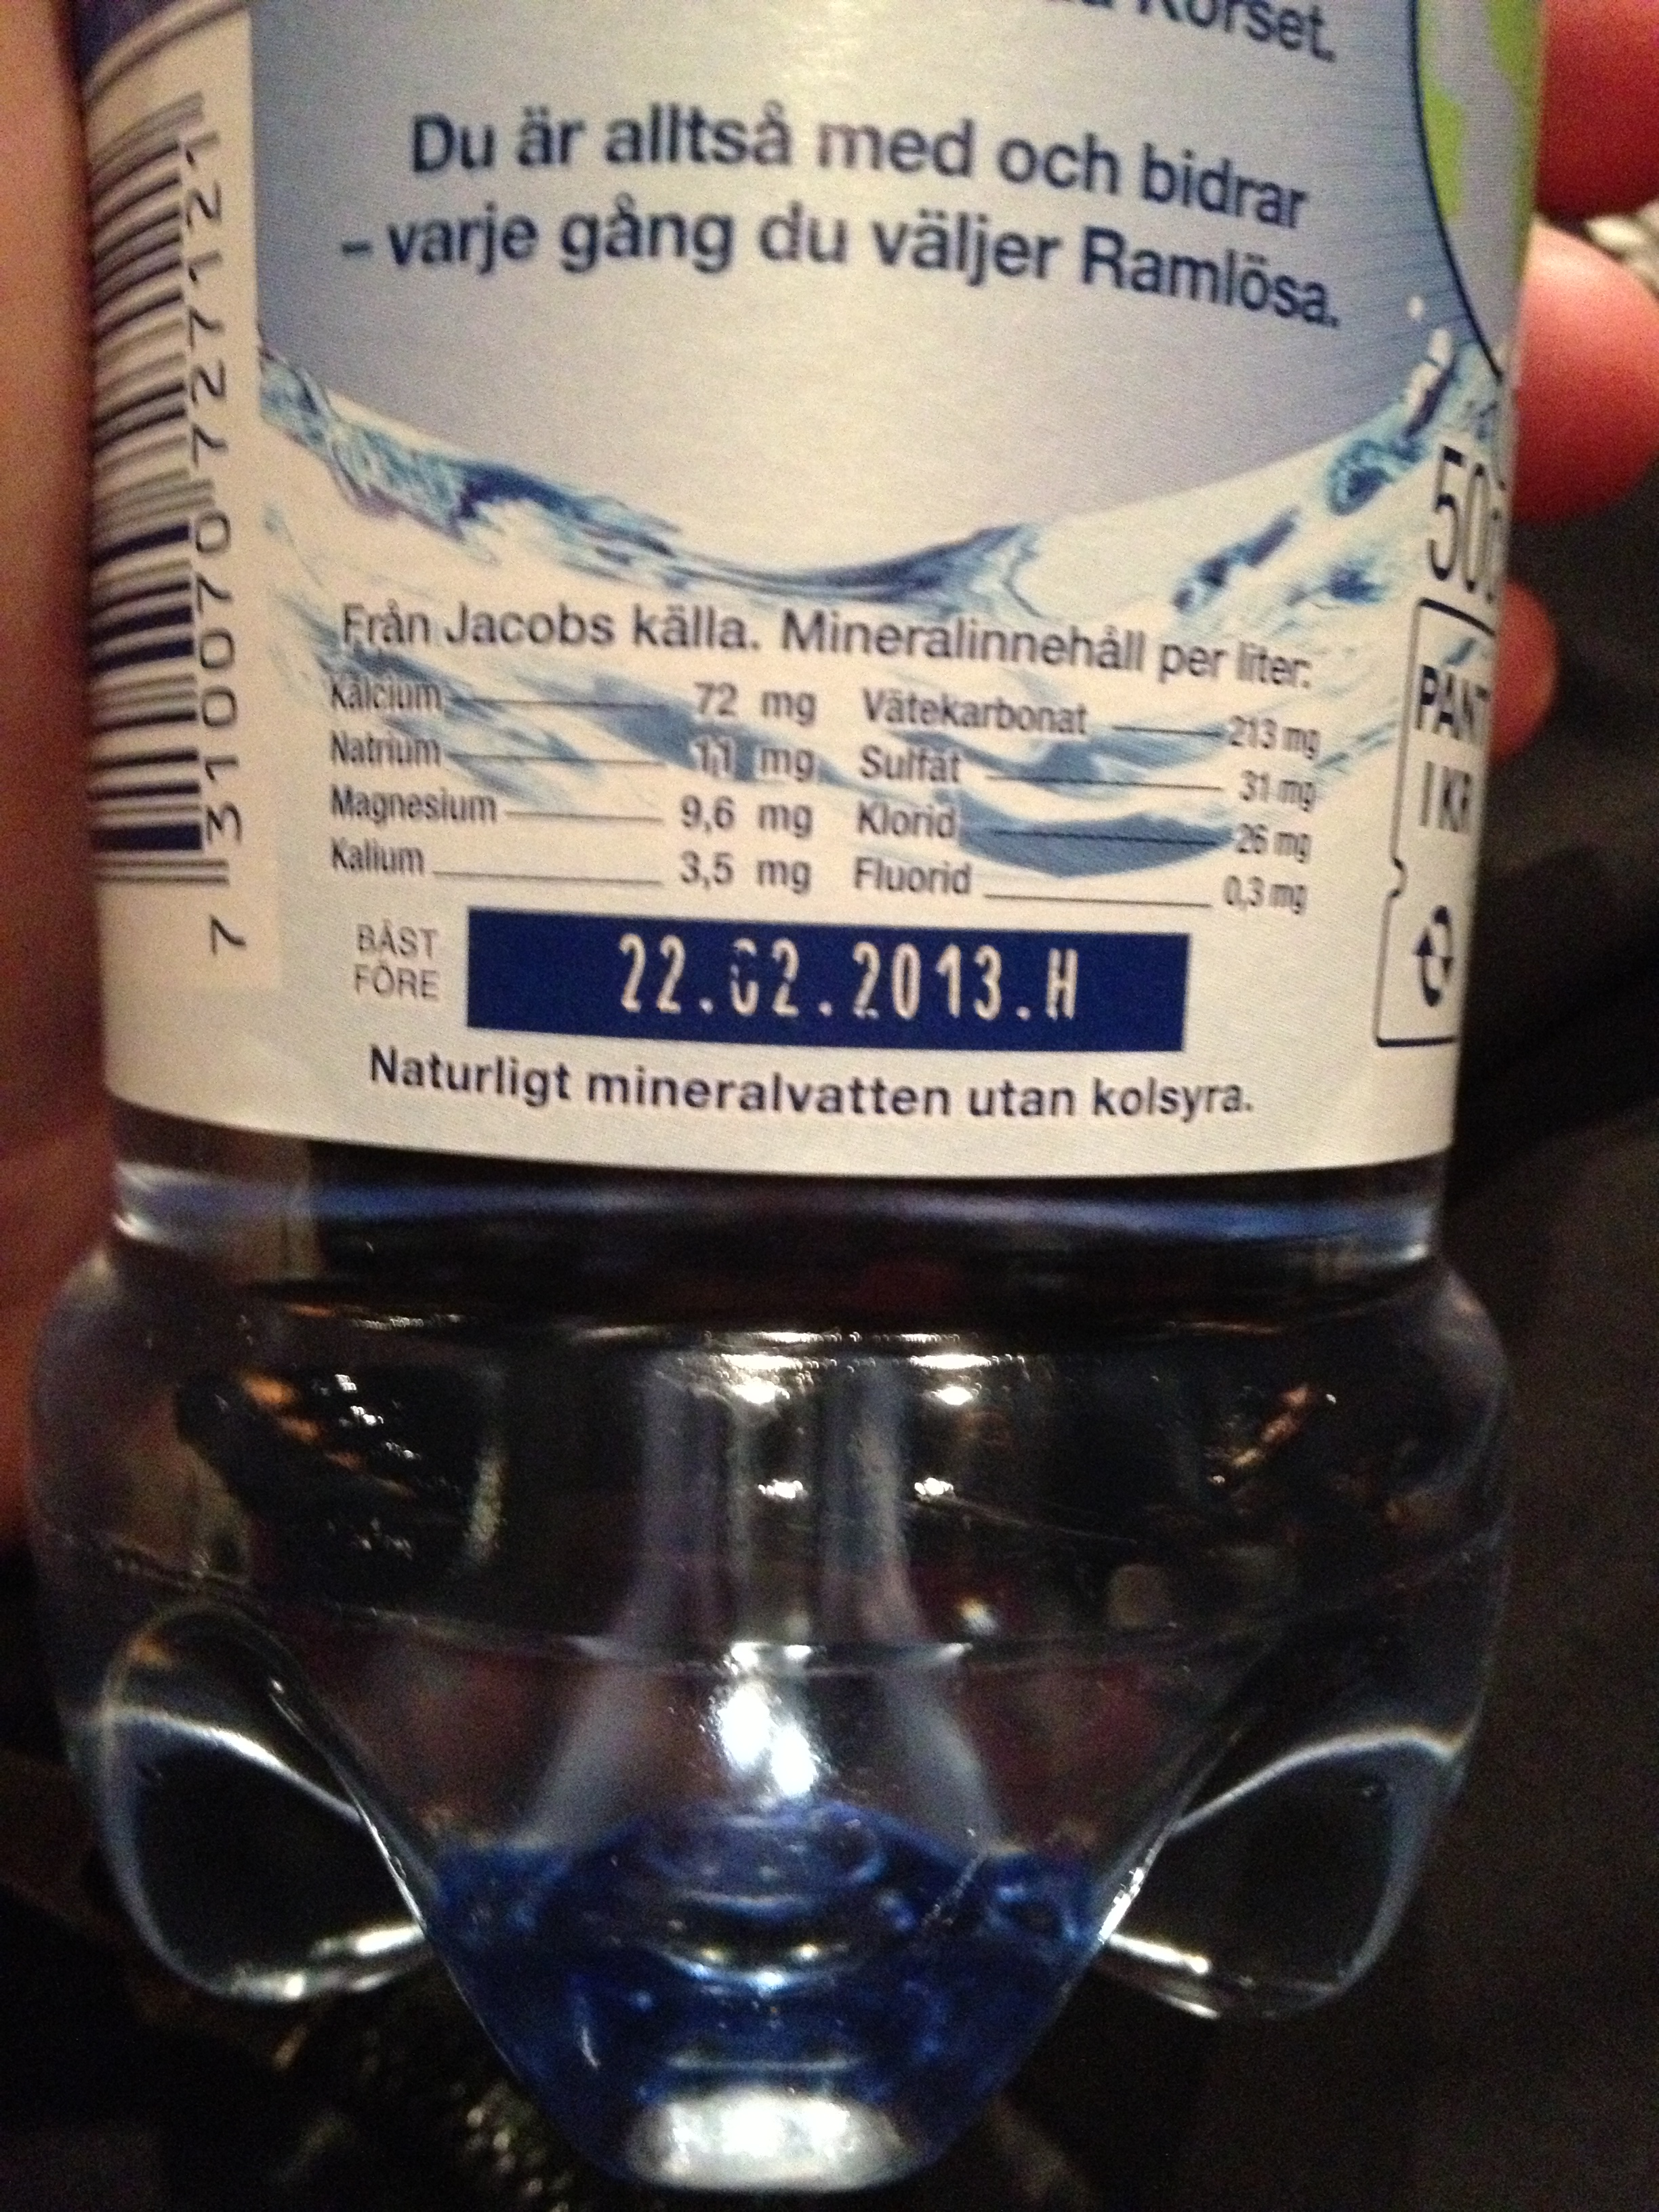 Korset.
Du är alltså med och bidrar
– varje gång du väljer Ramlösa.
Från Jacobs källa. Mineralinnehåll per liter:
Kalcium 72 mg Vätekarbonat 213 mg
Natrium 11 mg Sulfat 31 mg
Magnesium 9,6 mg Klorid 26 mg
Kalium 3,5 mg Fluorid 0,3 mg
BÄST
FÖRE
22.02.2013.H
Naturligt mineralvatten utan kolsyra.
7 310070 727121
50
PANT
1 KR